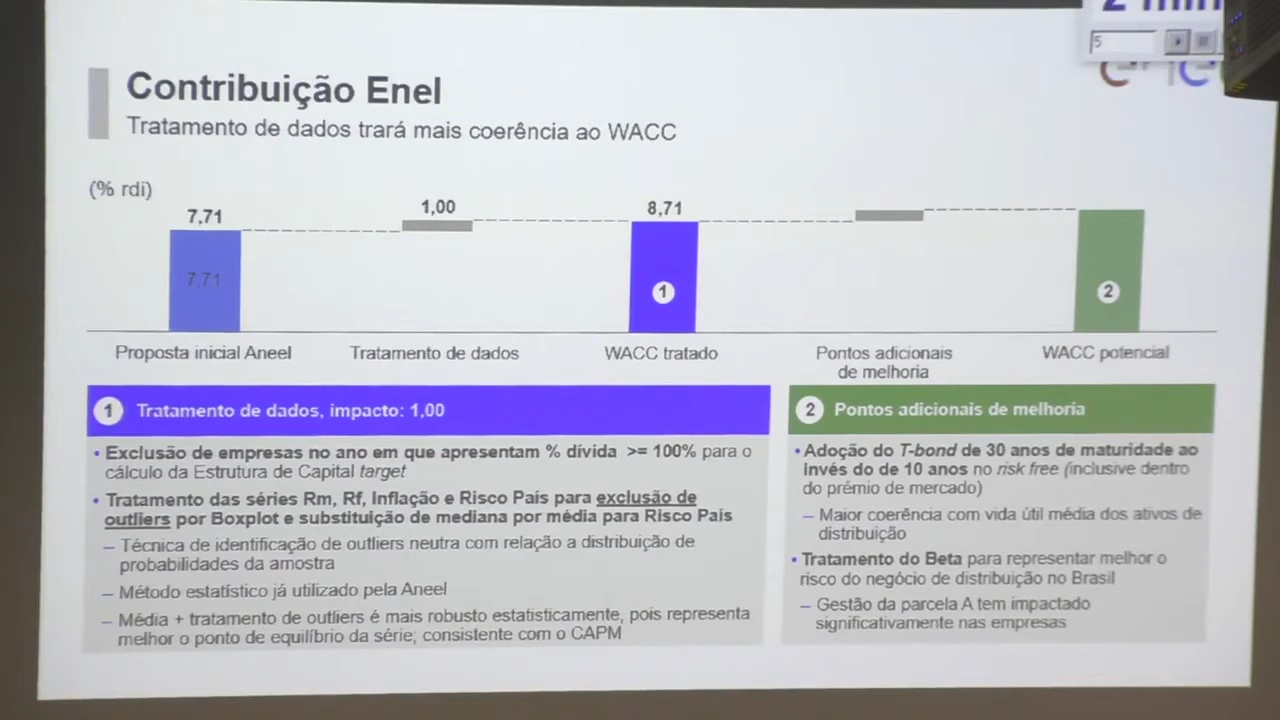 2 min
5
Contribuição Enel
Tratamento de dados trará mais coerência ao WACC
(% rdi)
7,71
1,00
8,71
7,71
1
2
Proposta inicial Aneel
Tratamento de dados
WACC tratado
Pontos adicionais
de melhoria
WACC potencial
1 Tratamento de dados, impacto: 1,00
• Exclusão de empresas no ano em que apresentam % dívida >= 100% para o
cálculo da Estrutura de Capital target
• Tratamento das séries Rm, Rf, Inflação e Risco País para exclusão de
outliers por Boxplot e substituição de mediana por média para Risco País
– Técnica de identificação de outliers neutra com relação a distribuição de
probabilidades da amostra
– Método estatístico já utilizado pela Aneel
– Média + tratamento de outliers é mais robusto estatisticamente, pois representa
melhor o ponto de equilíbrio da série; consistente com o CAPM
2 Pontos adicionais de melhoria
• Adoção do T-bond de 30 anos de maturidade ao
invés do de 10 anos no risk free (inclusive dentro
do prémio de mercado)
– Maior coerência com vida útil média dos ativos de
distribuição
• Tratamento do Beta para representar melhor o
risco do negócio de distribuição no Brasil
– Gestão da parcela A tem impactado
significativamente nas empresas